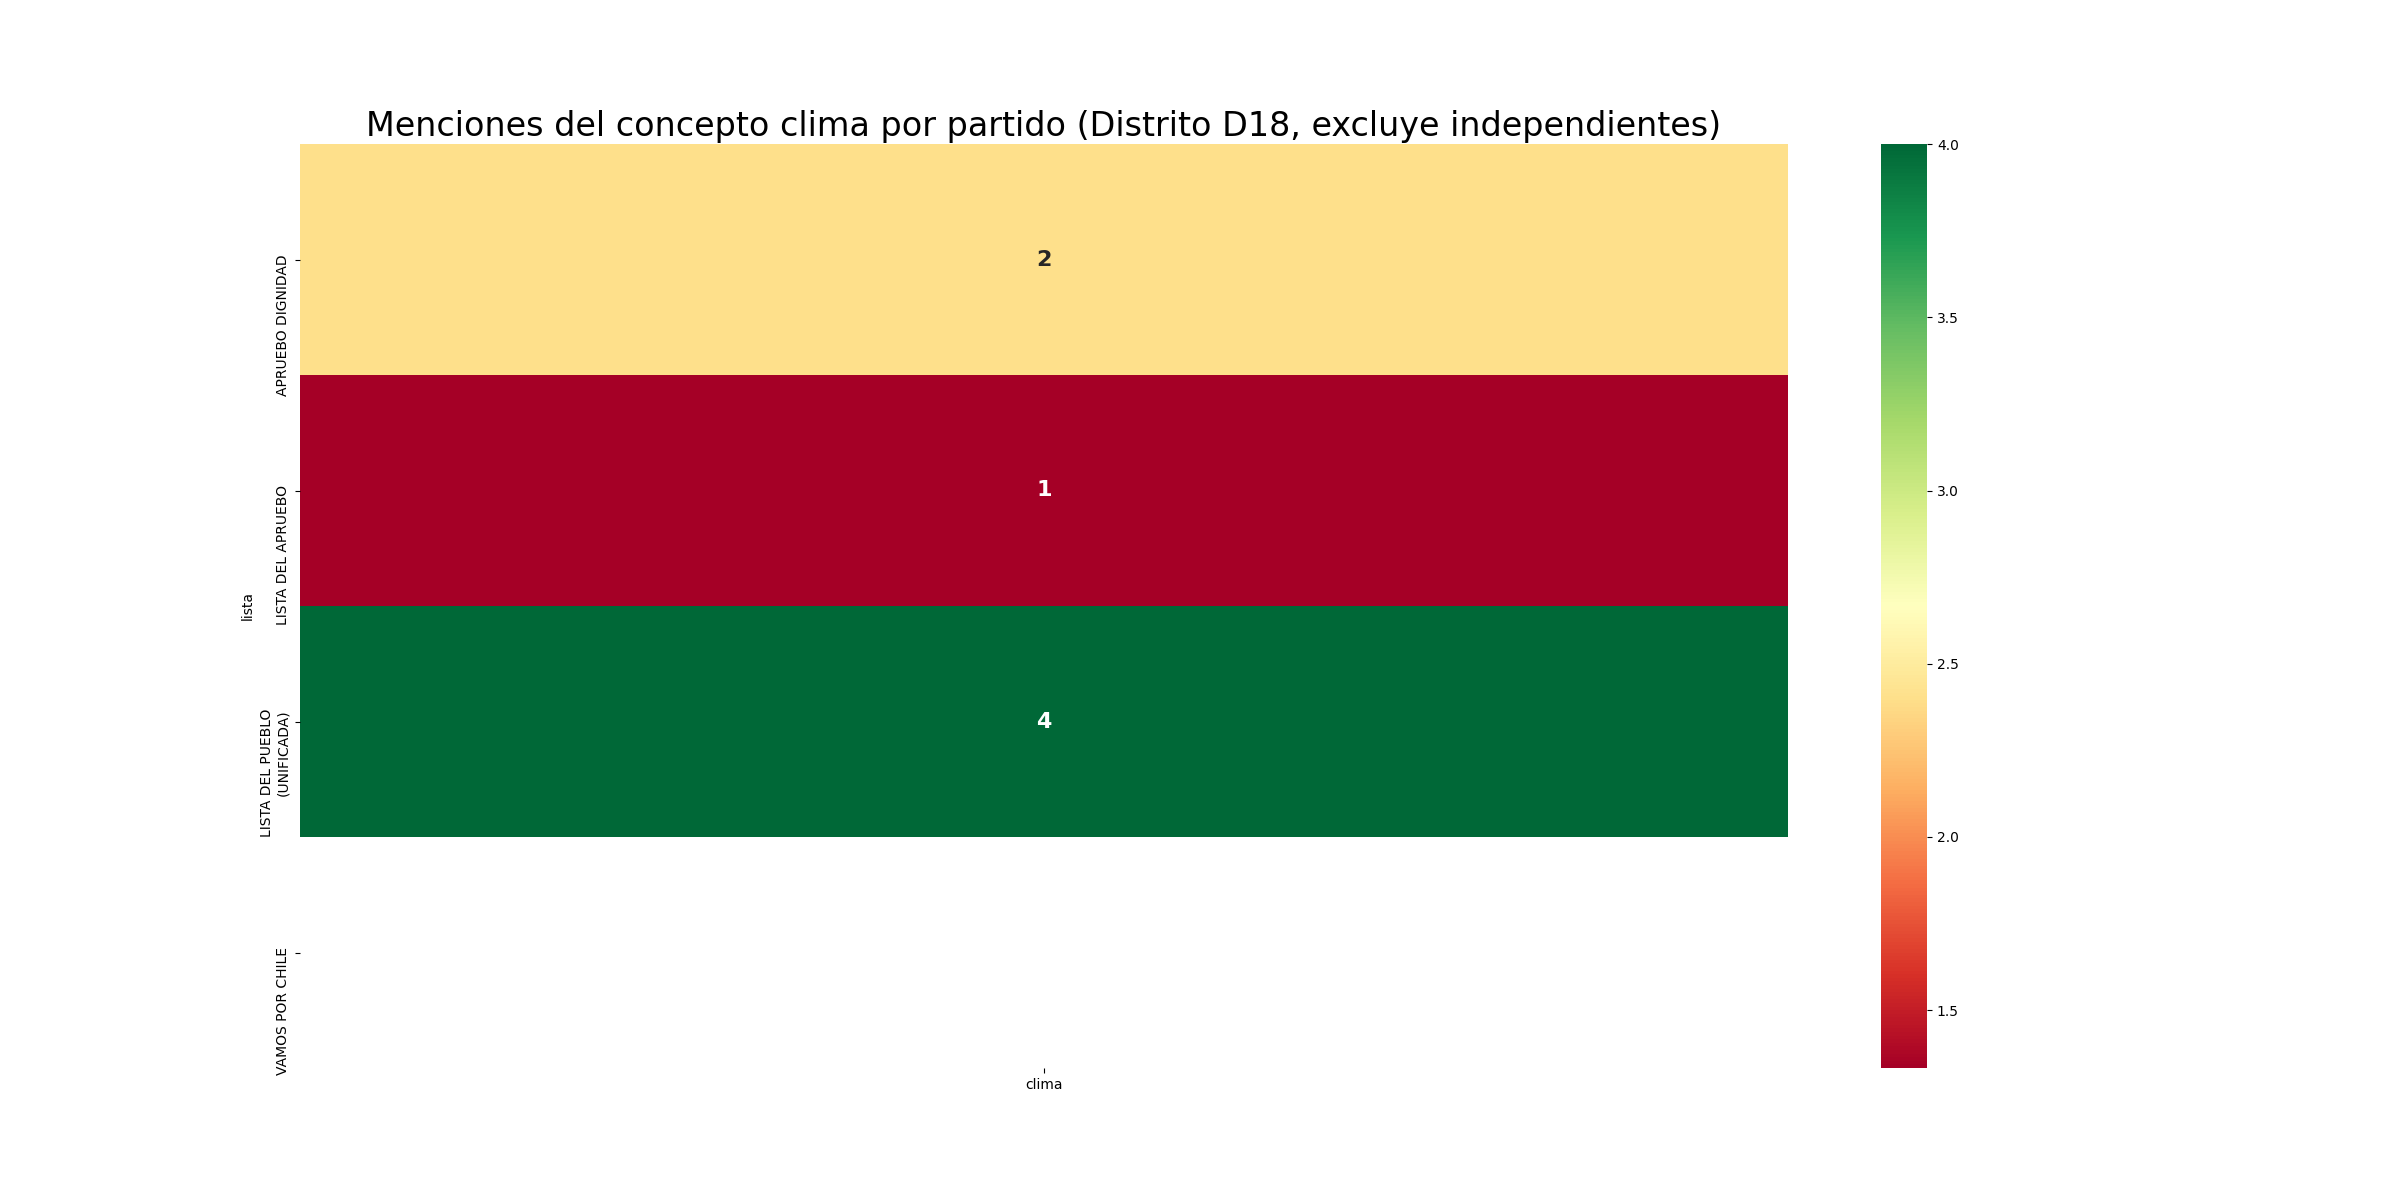 Menciones del concepto clima por partido (Distrito D18, excluye independientes)
lista
APRUEBO DIGNIDAD
2
LISTA DEL APRUEBO
1
LISTA DEL PUEBLO
(UNIFICADA)
4
VAMOS POR CHILE
clima
4.0
3.5
3.0
2.5
2.0
1.5